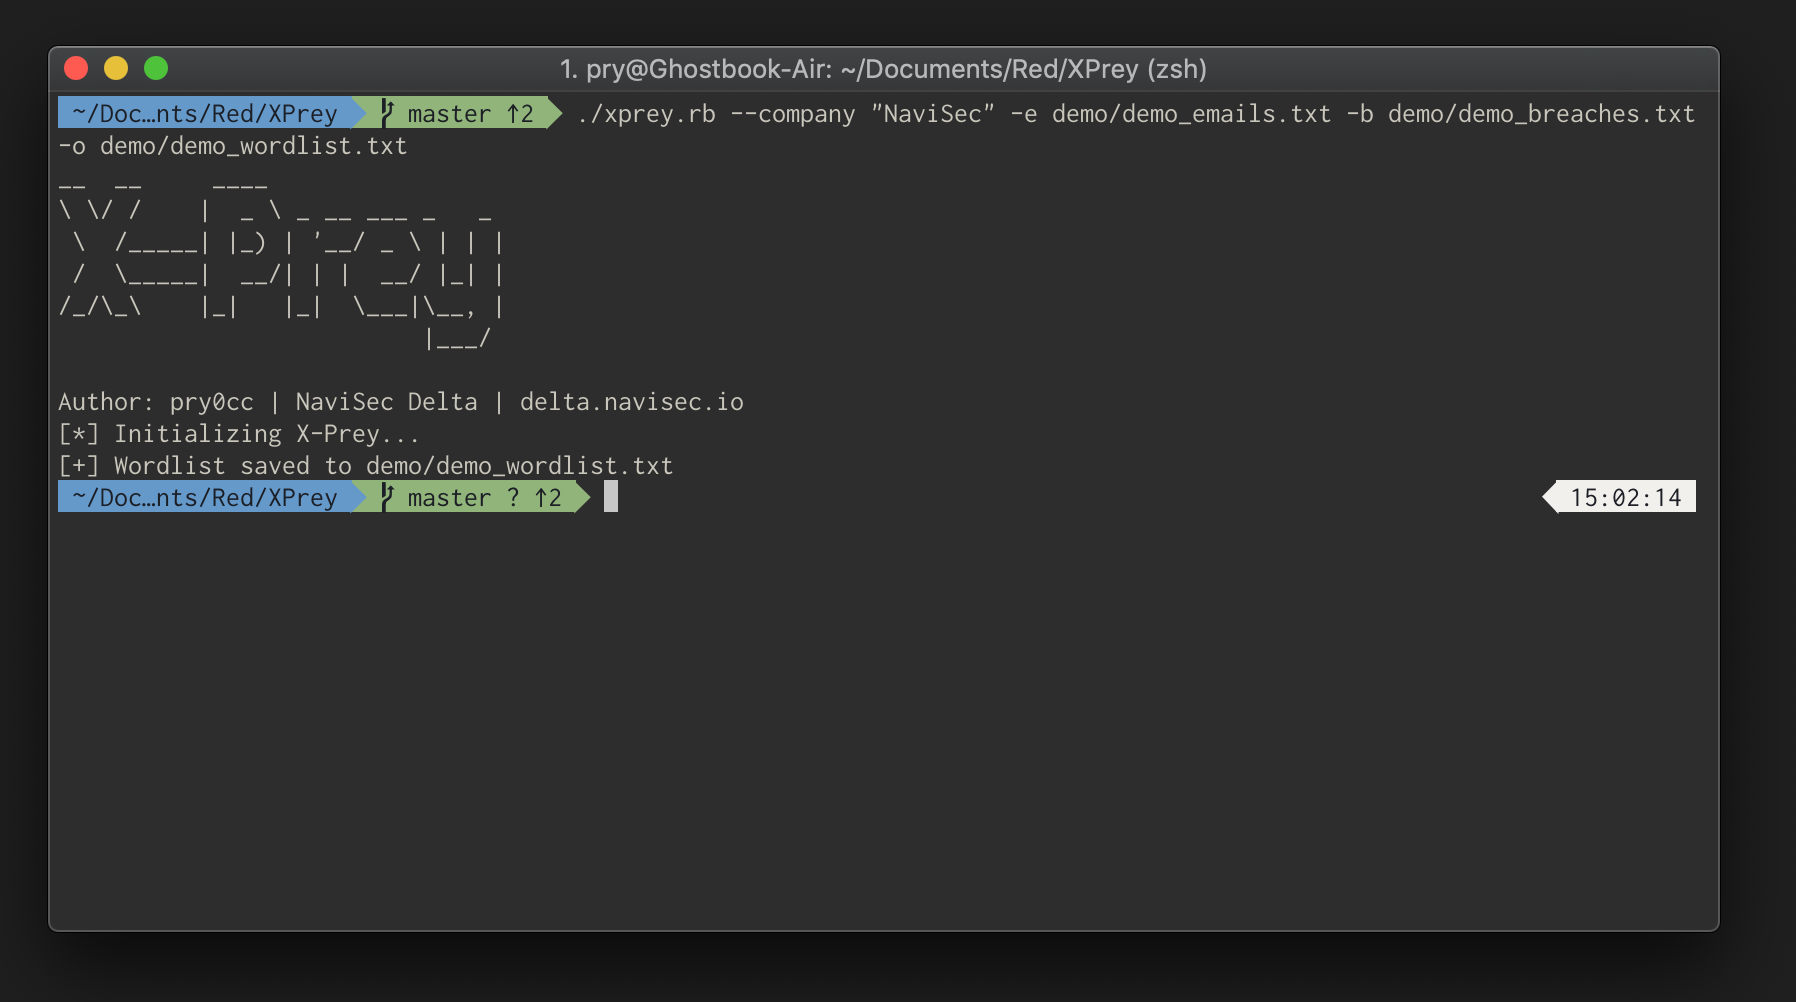 1. pry@Ghostbook-Air: ~/Documents/Red/XPrey (zsh)
~/Doc…nts/Red/XPrey master ↑2 ./xprey.rb --company "NaviSec" -e demo/demo_emails.txt -b demo/demo_breaches.txt
-o demo/demo_wordlist.txt
__  __     ____
\ \/ /    |  _ \ _ __ ___ _   _
 \  /_____| |_) | '__/ _ \ | | |
 /  \_____|  __/| | |  __/ |_| |
/_/\_\    |_|   |_|  \___|\__, |
                          |___/
Author: pry0cc | NaviSec Delta | delta.navisec.io
[*] Initializing X-Prey...
[+] Wordlist saved to demo/demo_wordlist.txt
~/Doc…nts/Red/XPrey master ? ↑2 15:02:14